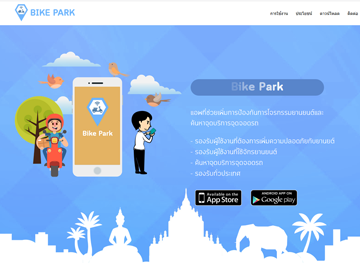 BIKE PARK
การใช้งาน ประโยชน์ ดาวน์โหลด ติดต่อ
Bike Park
แอพที่ช่วยเพิ่มการป้องกันการโจรกรรมยานยนต์และ
ค้นหาจุดบริการจุดจอดรถ
- รองรับผู้ใช้งานที่ต้องการเพิ่มความปลอดภัยกับยานยนต์
- รองรับผู้ใช้งานที่ใช้จักรยานยนต์
- ค้นหาจุดบริการจุดจอดรถ
- รองรับทั่วประเทศ
Bike Park
Available on the
App Store
ANDROID APP ON
Google play